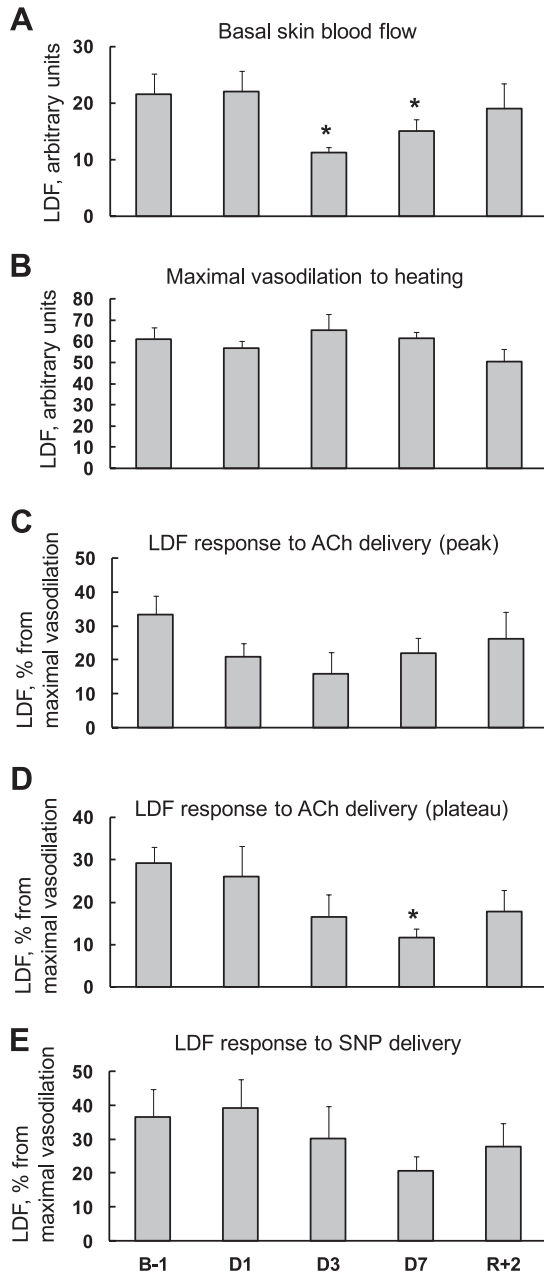 A
Basal skin blood flow
LDF, arbitrary units
30
20
10
0
*
*
B
Maximal vasodilation to heating
LDF, arbitrary units
80
70
60
50
40
30
20
10
0
C
LDF response to ACh delivery (peak)
LDF, % from
maximal vasodilation
50
40
30
20
10
0
D
LDF response to ACh delivery (plateau)
LDF, % from
maximal vasodilation
40
30
20
10
0
*
E
LDF response to SNP delivery
LDF, % from
maximal vasodilation
50
40
30
20
10
0
B-1 D1 D3 D7 R+2